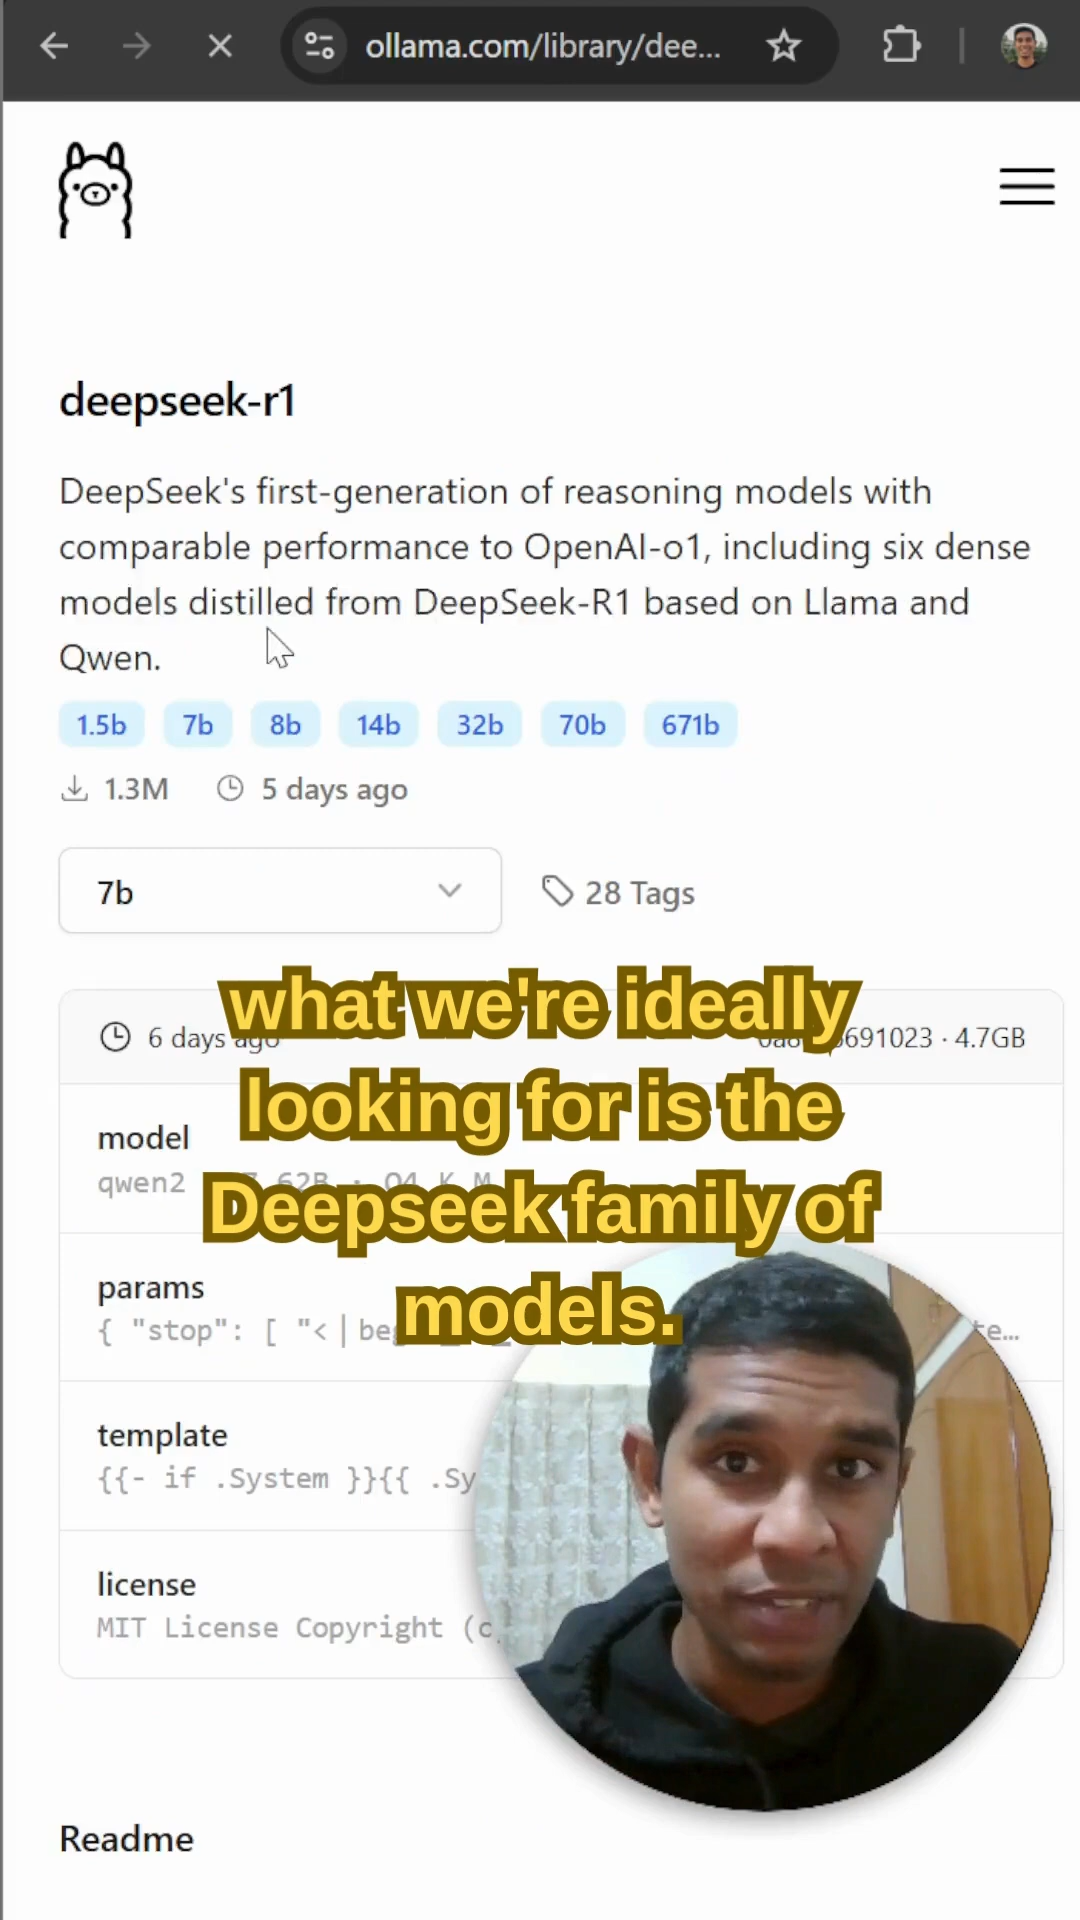 ollama.com/library/dee...
deepseek-r1
DeepSeek's first-generation of reasoning models with
comparable performance to OpenAI-o1, including six dense
models distilled from DeepSeek-R1 based on Llama and
Qwen.
1.5b 7b 8b 14b 32b 70b 671b
1.3M 5 days ago
7b 28 Tags
what we're ideally
looking for is the
Deepseek family of
models.
6 days ago 691023 · 4.7GB
model
qwen2 Q4_K_M
params
{ "stop": [ "<|
template
{{- if .System }}{{ .Sy
license
MIT License Copyright (c
Readme